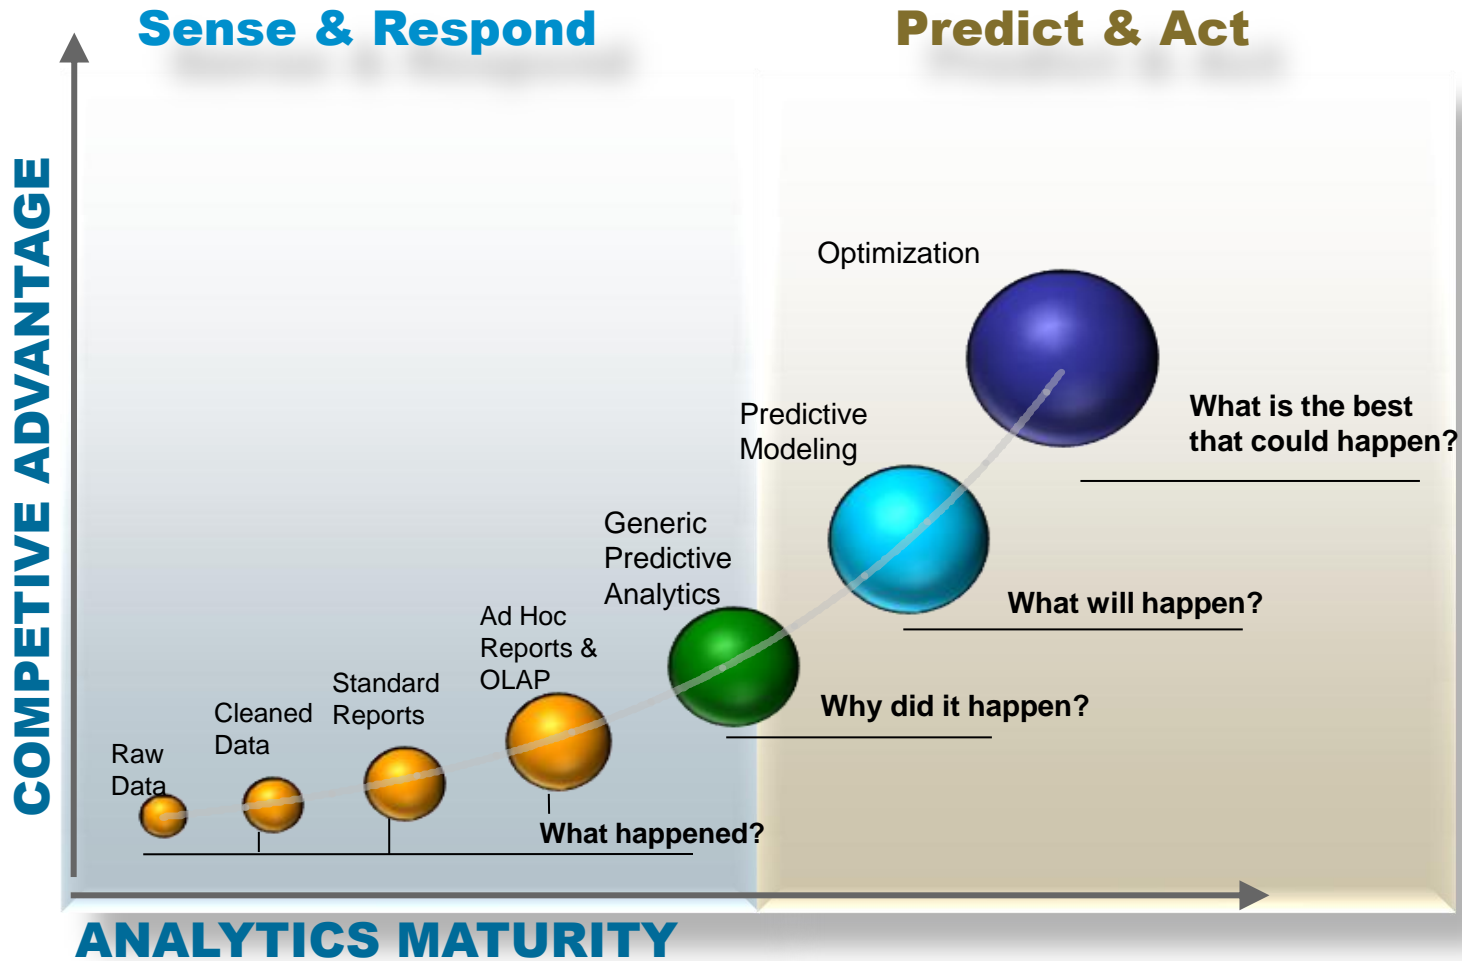 Sense & Respond
Predict & Act
COMPETIVE ADVANTAGE
Optimization
What is the best
that could happen?
Predictive
Modeling
What will happen?
Generic
Predictive
Analytics
Why did it happen?
Ad Hoc
Reports &
OLAP
Standard
Reports
Cleaned
Data
Raw
Data
What happened?
ANALYTICS MATURITY